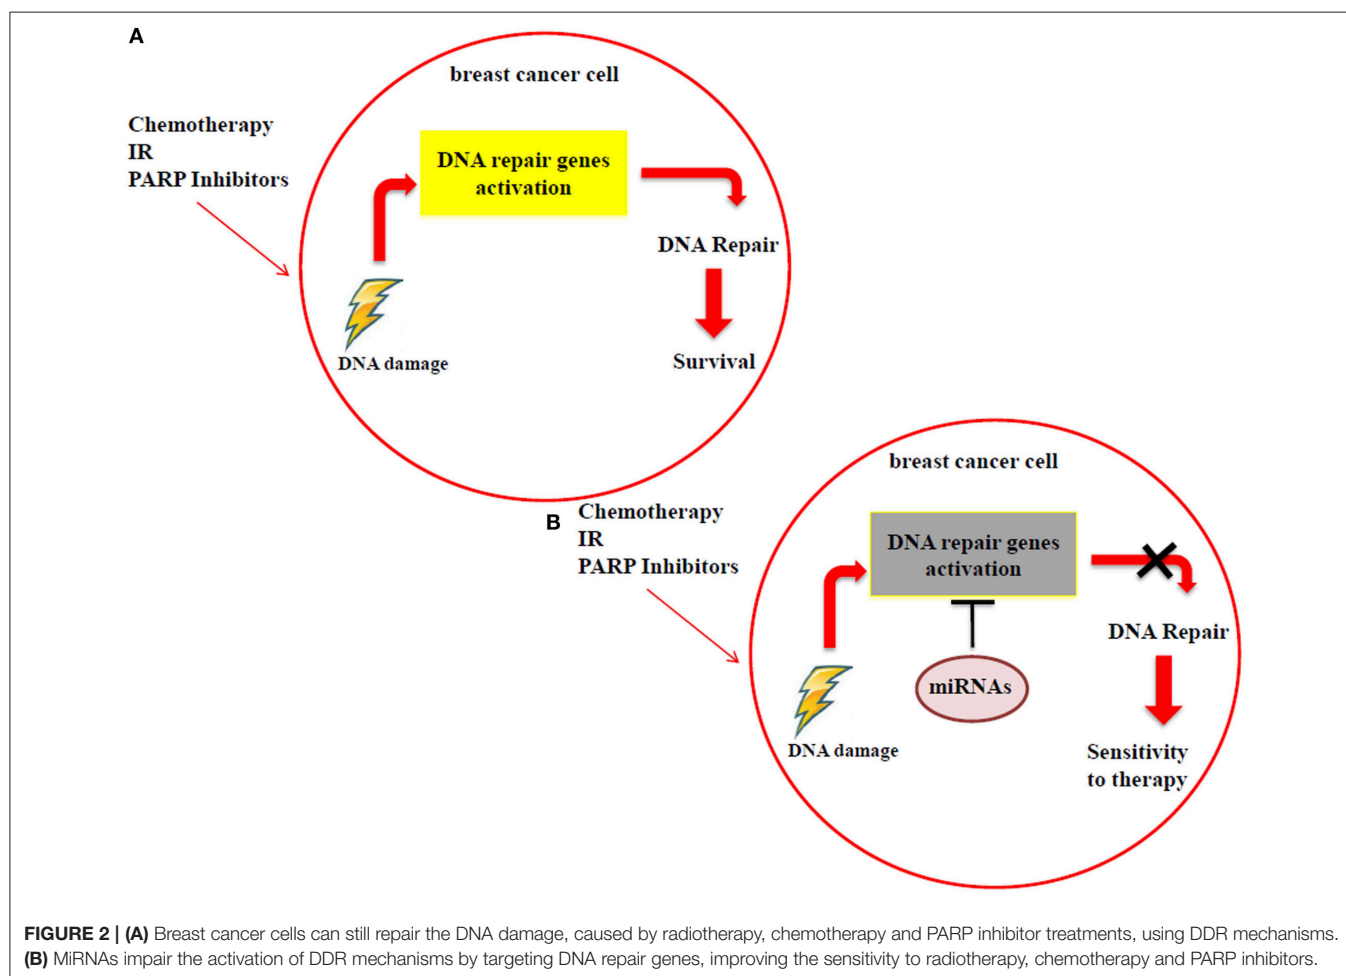 A
breast cancer cell
Chemotherapy
IR
PARP Inhibitors
DNA repair genes
activation
DNA Repair
DNA damage
Survival
B
breast cancer cell
Chemotherapy
IR
PARP Inhibitors
DNA repair genes
activation
DNA Repair
miRNAs
DNA damage
Sensitivity
to therapy
FIGURE 2 | (A) Breast cancer cells can still repair the DNA damage, caused by radiotherapy, chemotherapy and PARP inhibitor treatments, using DDR mechanisms.
(B) MiRNAs impair the activation of DDR mechanisms by targeting DNA repair genes, improving the sensitivity to radiotherapy, chemotherapy and PARP inhibitors.